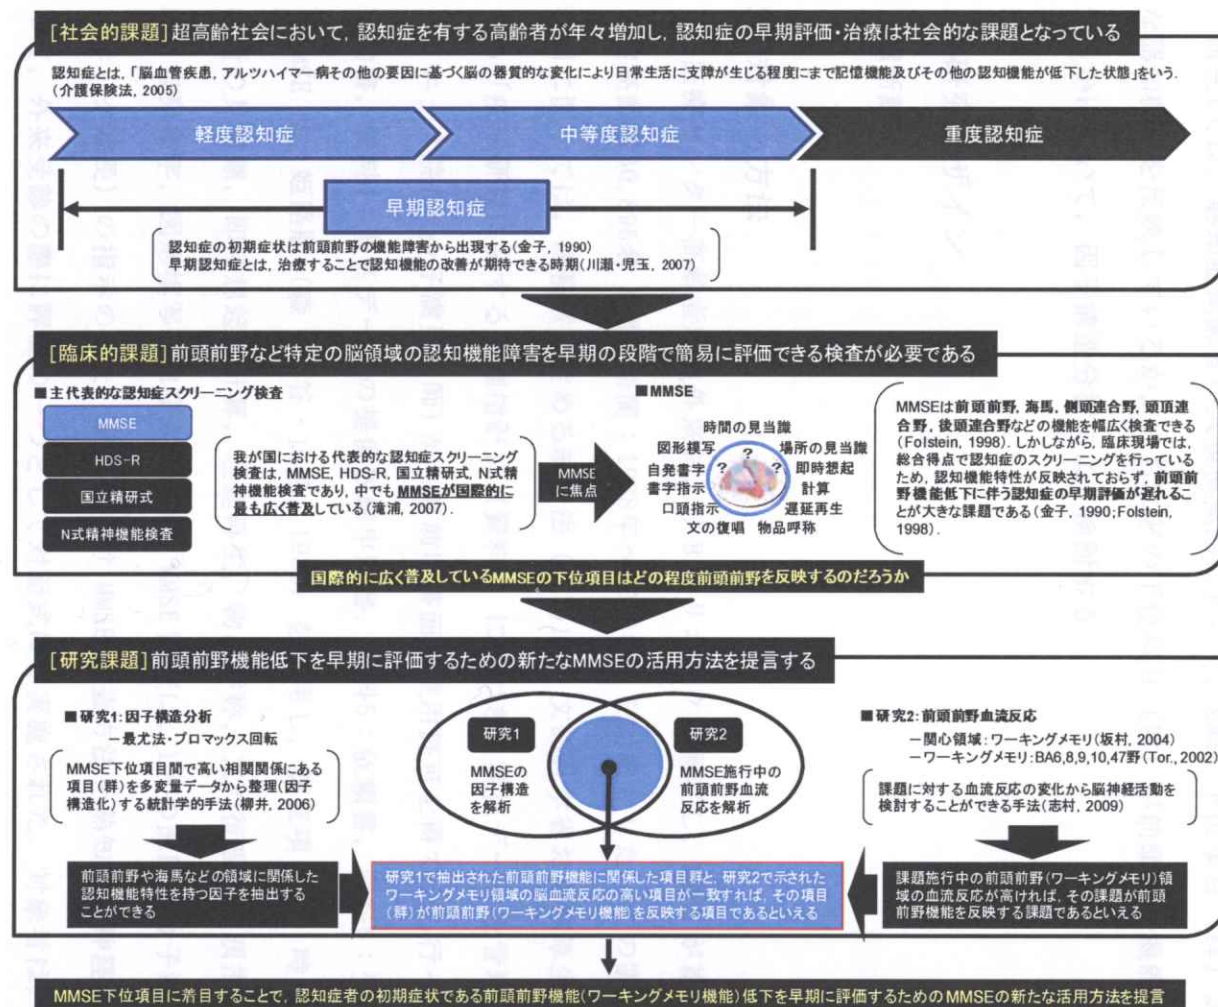 [社会的課題]超高齢社会において，認知症を有する高齢者が年々増加し，認知症の早期評価・治療は社会的な課題となっている
認知症とは，「脳血管疾患，アルツハイマー病その他の要因に基づく脳の器質的な変化により日常生活に支障が生じる程度にまで記憶機能及びその他の認知機能が低下した状態」をいう．
（介護保険法，2005）
軽度認知症
中等度認知症
重度認知症
早期認知症
認知症の初期症状は前頭前野の機能障害から出現する（金子，1990）
早期認知症とは，治療することで認知機能の改善が期待できる時期（川瀬・児玉，2007）
[臨床的課題]前頭前野など特定の脳領域の認知機能障害を早期の段階で簡易に評価できる検査が必要である
■主代表的な認知症スクリーニング検査
MMSE
HDS-R
国立精研式
N式精神機能検査
我が国における代表的な認知症スクリーニング
検査は，MMSE，HDS-R，国立精研式，N式精
神機能検査であり，中でもMMSEが国際的に
最も広く普及している（滝浦，2007）．
MMSE
に焦点
■MMSE
時間の見当識
図形模写
場所の見当識
自発書字
即時想起
書字指示
計算
口頭指示
遅延再生
文の復唱
物品呼称
? ? ? ?
MMSEは前頭前野，海馬，側頭連合野，頭頂連
合野，後頭連合野などの機能を幅広く検査できる
（Folstein，1998）．しかしながら，臨床現場では，
総合得点で認知症のスクリーニングを行っている
ため，認知機能特性が反映されておらず，前頭前
野機能低下に伴う認知症の早期評価が遅れるこ
とが大きな課題である（金子，1990;Folstein，
1998）．
国際的に広く普及しているMMSEの下位項目はどの程度前頭前野を反映するのだろうか
[研究課題]前頭前野機能低下を早期に評価するための新たなMMSEの活用方法を提言する
■研究1：因子構造分析
－最尤法・プロマックス回転
MMSE下位項目間で高い相関関係にある
項目（群）を多変量データから整理（因子
構造化）する統計学的手法（柳井，2006）
前頭前野や海馬などの領域に関係した
認知機能特性を持つ因子を抽出する
ことができる
研究1
MMSEの
因子構造
を解析
研究2
MMSE施行中の
前頭前野血流
反応を解析
■研究2：前頭前野血流反応
－関心領域：ワーキングメモリ（坂村，2004）
－ワーキングメモリ：BA6,8,9,10,47野（Tor.，2002）
課題に対する血流反応の変化から脳神経活動を
検討することができる手法（志村，2009）
研究1で抽出された前頭前野機能に関係した項目群と，研究2で示された
ワーキングメモリ領域の脳血流反応の高い項目が一致すれば，その項目
（群）が前頭前野（ワーキングメモリ機能）を反映する項目であるといえる
課題施行中の前頭前野（ワーキングメモリ）領
域の血流反応が高ければ，その課題が前頭
前野機能を反映する課題であるといえる
MMSE下位項目に着目することで，認知症者の初期症状である前頭前野機能（ワーキングメモリ機能）低下を早期に評価するためのMMSEの新たな活用方法を提言